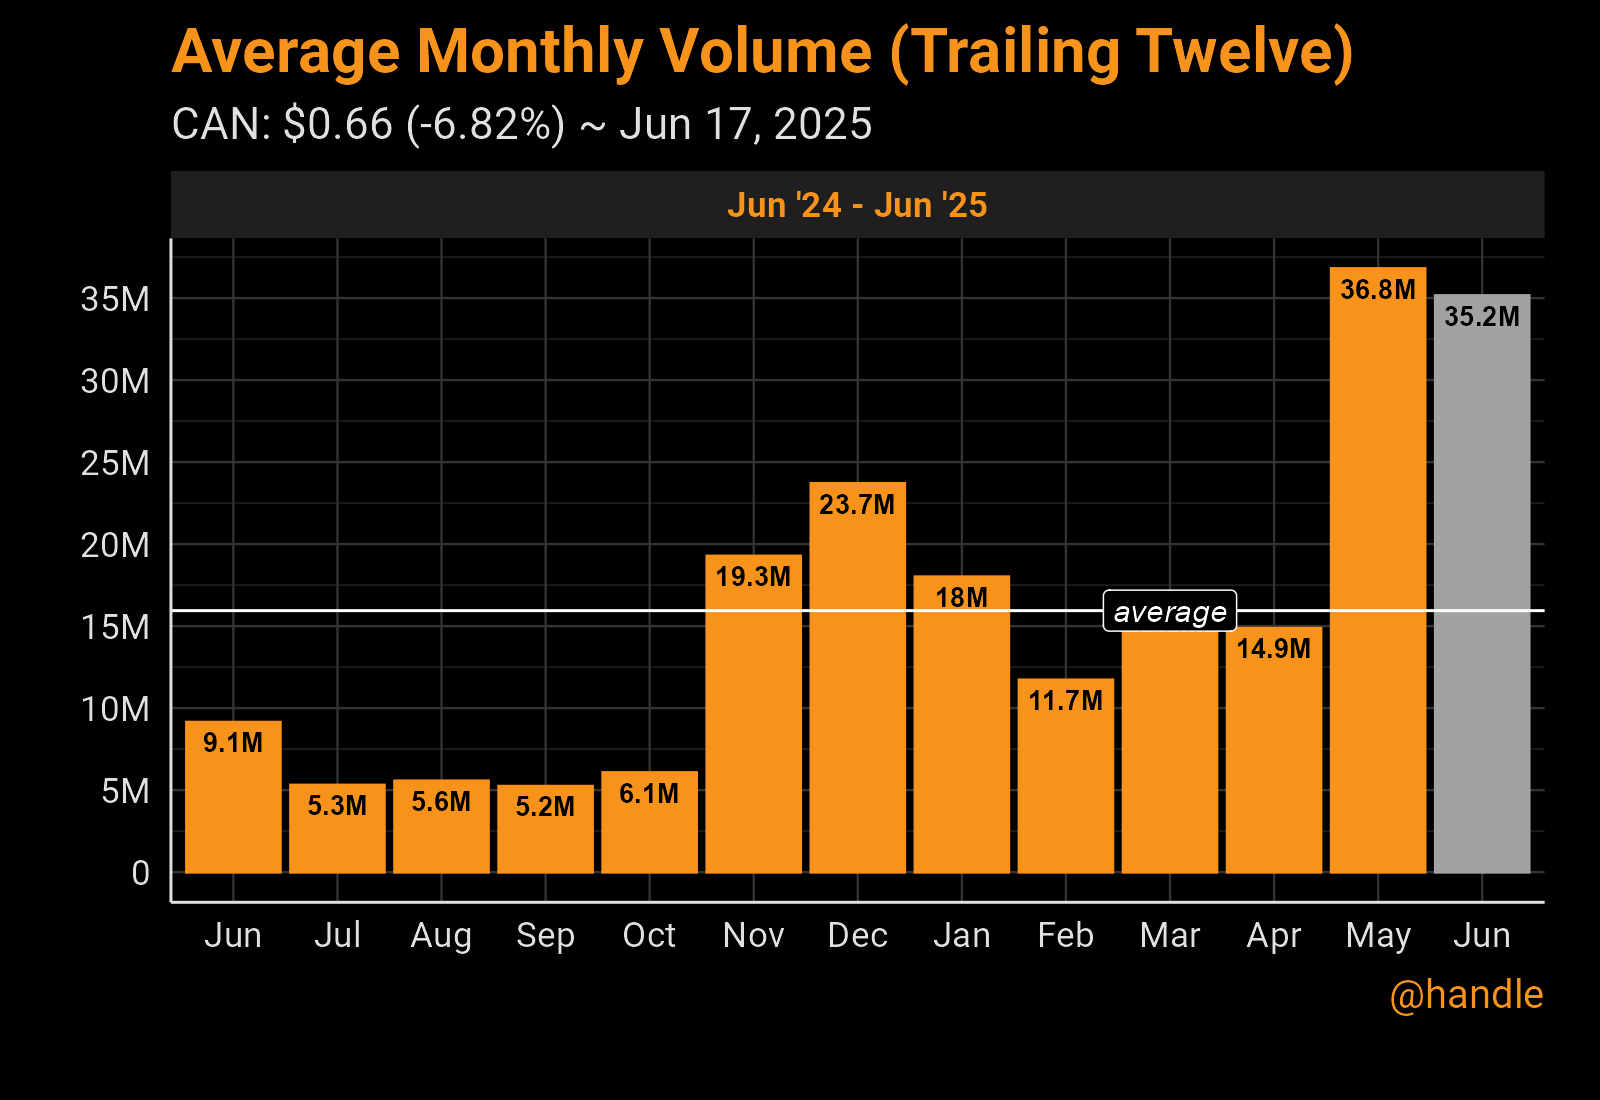 Average Monthly Volume (Trailing Twelve)
CAN: $0.66 (-6.82%) ~ Jun 17, 2025
Jun '24 - Jun '25
35M
30M
25M
20M
15M
10M
5M
0
9.1M
5.3M
5.6M
5.2M
6.1M
19.3M
23.7M
18M
11.7M
average
14.9M
36.8M
35.2M
Jun Jul Aug Sep Oct Nov Dec Jan Feb Mar Apr May Jun
@handle